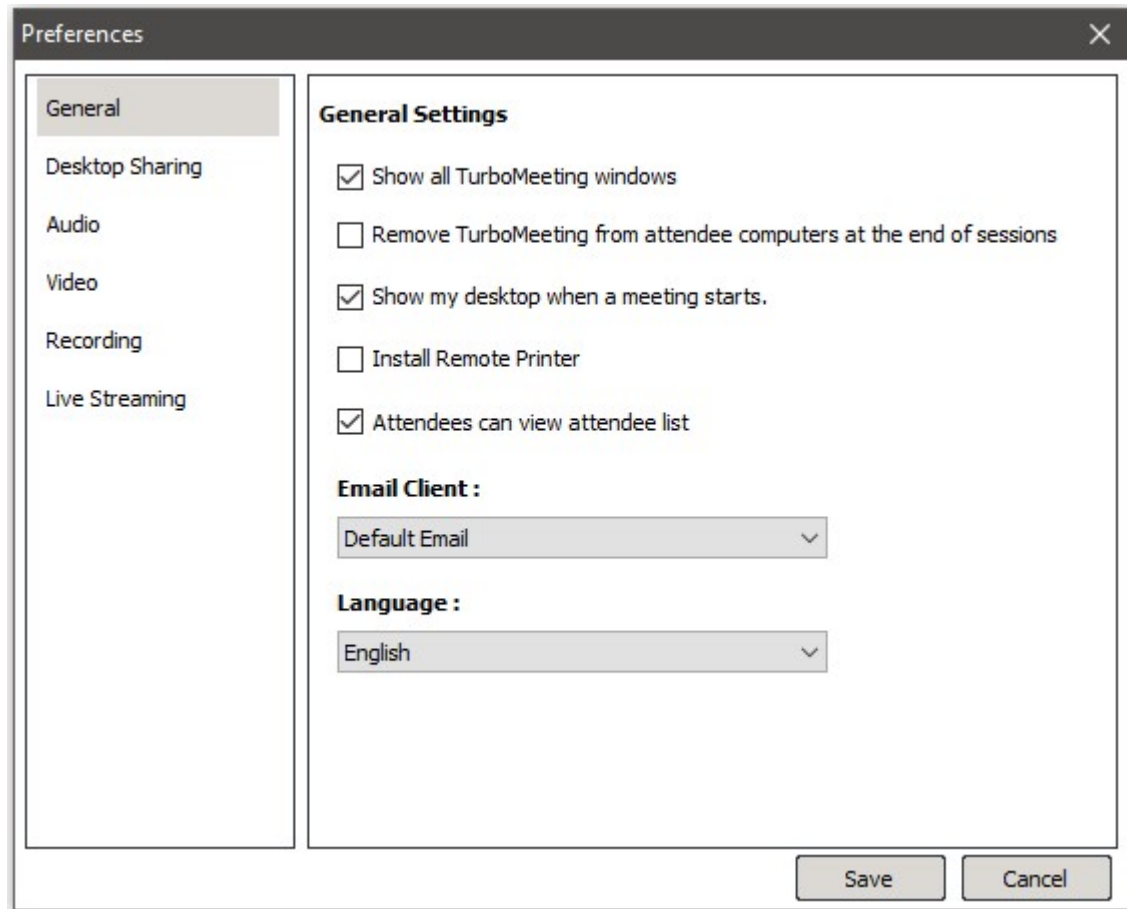 Preferences
General
Desktop Sharing
Audio
Video
Recording
Live Streaming
General Settings
Show all TurboMeeting windows
Remove TurboMeeting from attendee computers at the end of sessions
Show my desktop when a meeting starts.
Install Remote Printer
Attendees can view attendee list
Email Client :
Default Email
Language :
English
Save
Cancel